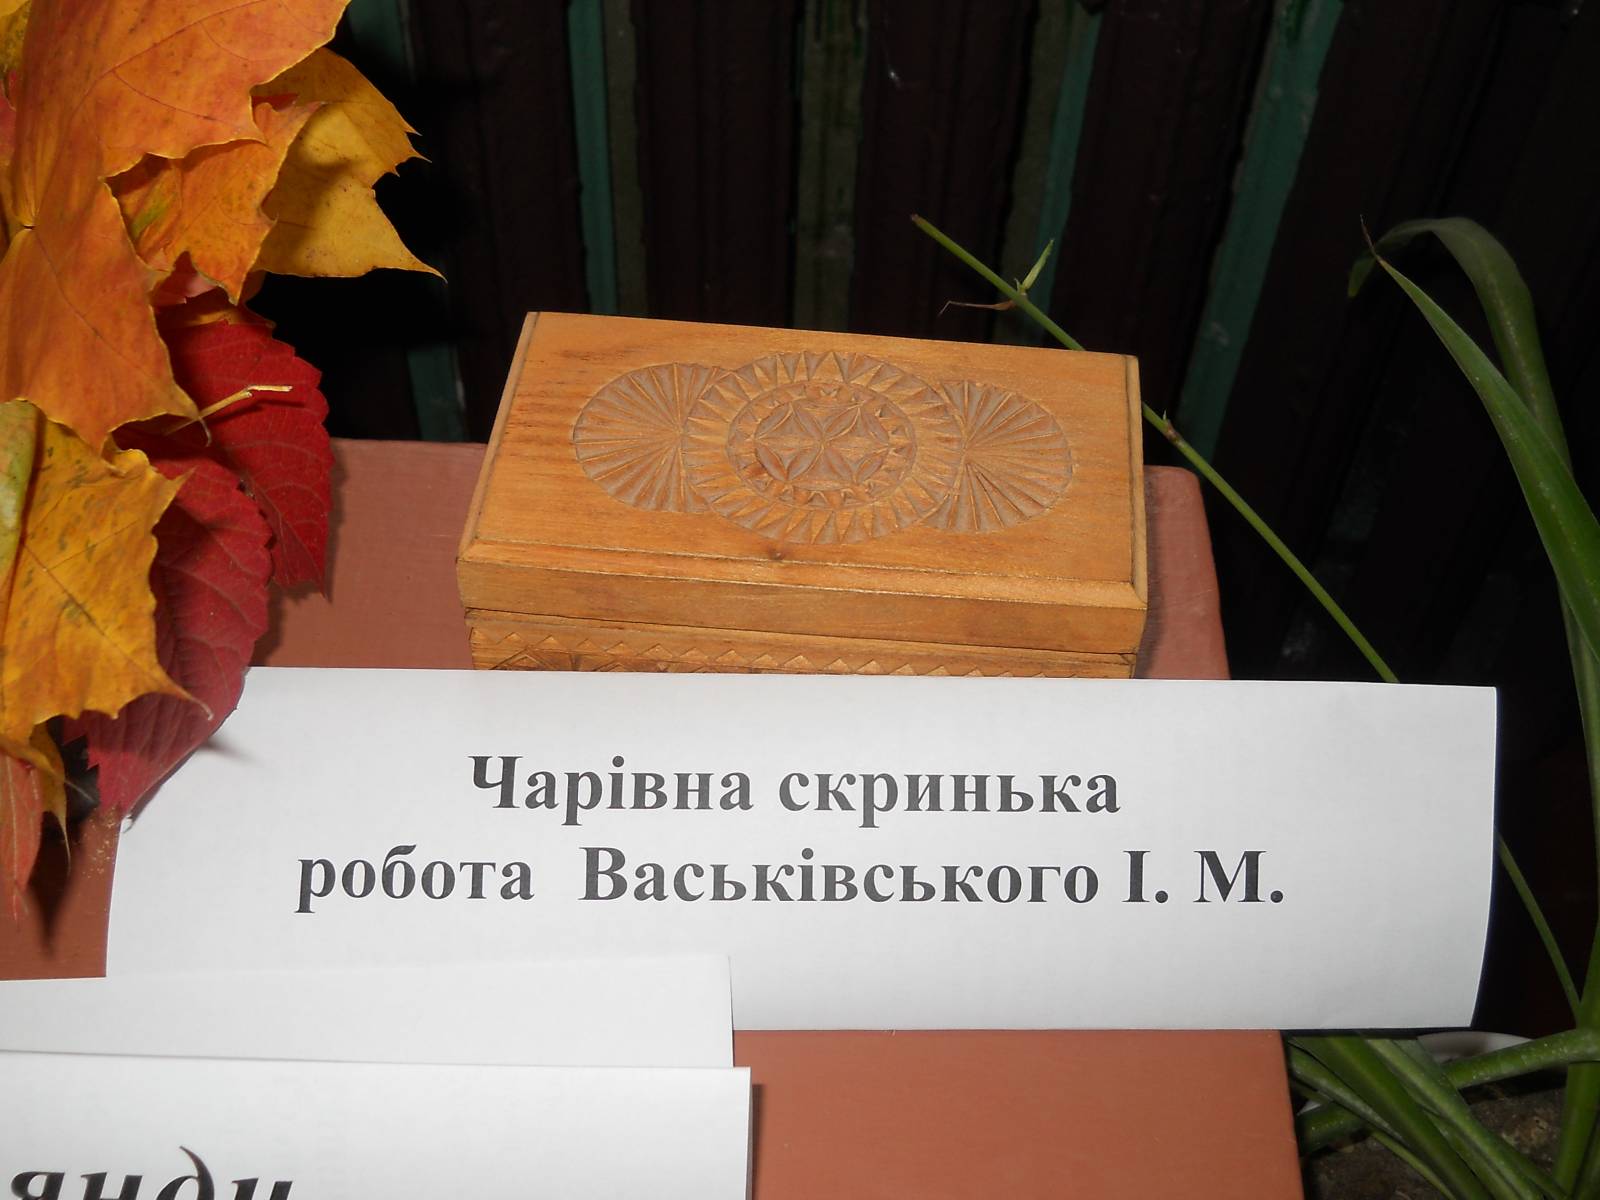 Чарівна скринька
робота Васьківського І. М.